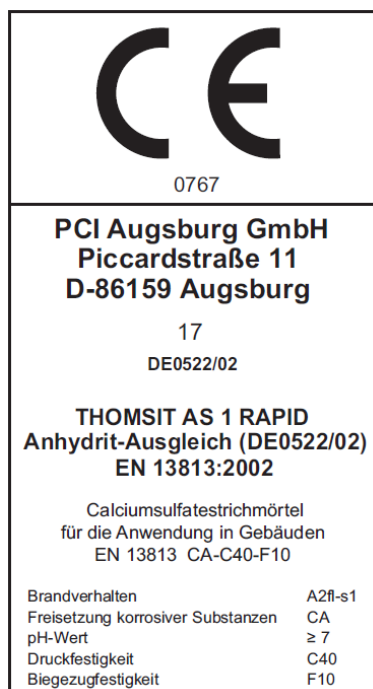 CE
0767
PCI Augsburg GmbH
Piccardstraße 11
D-86159 Augsburg
17
DE0522/02
THOMSIT AS 1 RAPID
Anhydrit-Ausgleich (DE0522/02)
EN 13813:2002
Calciumsulfatestrichmörtel
für die Anwendung in Gebäuden
EN 13813 CA-C40-F10
Brandverhalten A2fl-s1
Freisetzung korrosiver Substanzen CA
pH-Wert ≥ 7
Druckfestigkeit C40
Biegezugfestigkeit F10